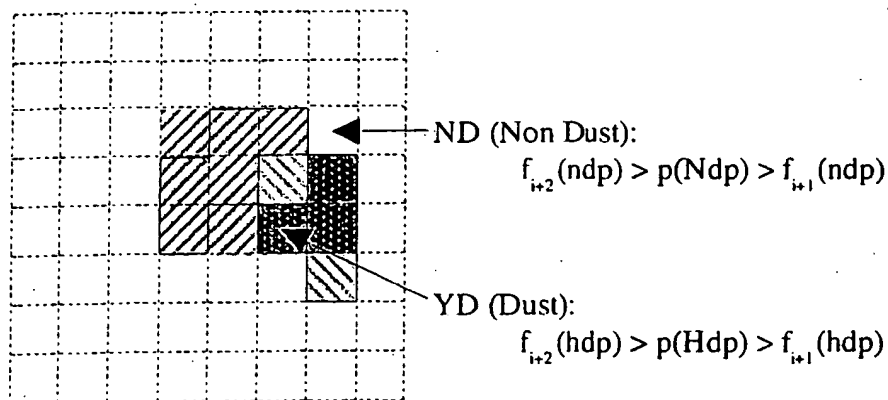 ND (Non Dust):
f_{i+2}(ndp) > p(Ndp) > f_{i+1}(ndp)
YD (Dust):
f_{i+2}(hdp) > p(Hdp) > f_{i+1}(hdp)